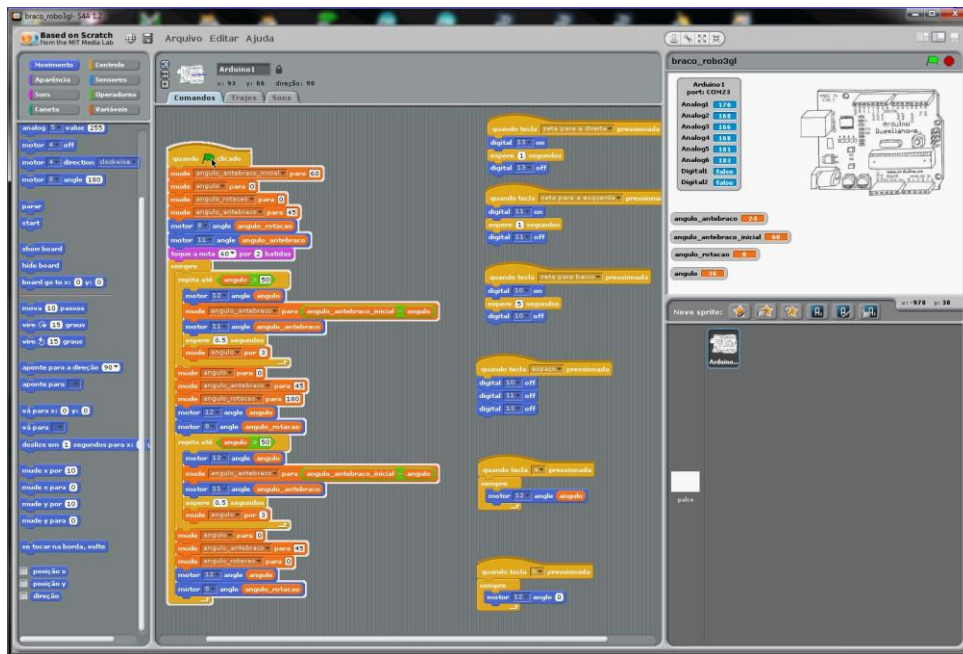 braco_robo3gl- S4A 1.2
Based on Scratch
from the MIT Media Lab
Arquivo Editar Ajuda
Movimento Controle
Aparência Sensores
Som Operadores
Caneta Variáveis
analog 5 value 255
motor 4 off
motor 4 direction clockwise
motor 8 angle 180
parar
start
show board
hide board
board go to x: 0 y: 0
mova 10 passos
vire 15 graus
vire 15 graus
aponte para a direção 90
aponte para
vá para x: 0 y: 0
vá para
deslize em 1 segundos para x:
mude x por 10
mude x para 0
mude y por 10
mude y para 0
se tocar na borda, volte
posição x
posição y
direção
Arduino1
x: 93 y: 66 direção: 90
Comandos Trajes Sons
quando clicado
mude angulo_antebraco_inicial para 60
mude angulo para 0
mude angulo_rotacao para 0
mude angulo_antebraco para 45
motor 8 angle angulo_rotacao
motor 11 angle angulo_antebraco
toque a nota 60 por 2 batidas
sempre
repita até angulo > 50
motor 12 angle angulo
mude angulo_antebraco para angulo_antebraco_inicial - angulo
motor 11 angle angulo_antebraco
espere 0.5 segundos
mude angulo por 3
mude angulo para 0
mude angulo_antebraco para 45
mude angulo_rotacao para 180
motor 12 angle angulo
motor 8 angle angulo_rotacao
repita até angulo > 50
motor 12 angle angulo
mude angulo_antebraco para angulo_antebraco_inicial - angulo
motor 11 angle angulo_antebraco
espere 0.5 segundos
mude angulo por 3
mude angulo para 0
mude angulo_antebraco para 45
mude angulo_rotacao para 0
motor 12 angle angulo
motor 8 angle angulo_rotacao
quando tecla seta para a direita pressionada
digital 13 on
espere 1 segundos
digital 13 off
quando tecla seta para a esquerda pressiona
digital 11 on
espere 1 segundos
digital 11 off
quando tecla seta para baixo pressionada
digital 10 on
espere 5 segundos
digital 10 off
quando tecla espaço pressionada
digital 10 off
digital 11 off
digital 13 off
quando tecla pressionada
sempre
motor 12 angle angulo
quando tecla pressionada
sempre
motor 12 angle 0
braco_robo3gl
Arduino1
port: COM23
Analog1 170
Analog2 168
Analog3 166
Analog4 168
Analog5 181
Analog6 183
Digital1 false
Digital2 false
Arduino
Duemilanove
angulo_antebraco 24
angulo_antebraco_inicial 60
angulo_rotacao 0
angulo 36
x: -978 y: 38
Novo sprite:
Arduino...
palco